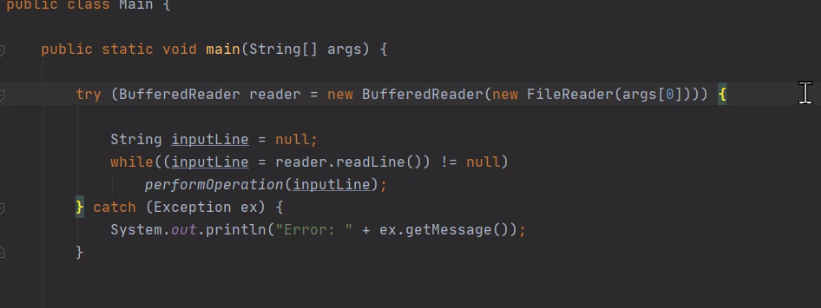 public class Main {
public static void main(String[] args) {
try (BufferedReader reader = new BufferedReader(new FileReader(args[0]))) {
String inputLine = null;
while((inputLine = reader.readLine()) != null)
performOperation(inputLine);
} catch (Exception ex) {
System.out.println("Error: " + ex.getMessage());
}